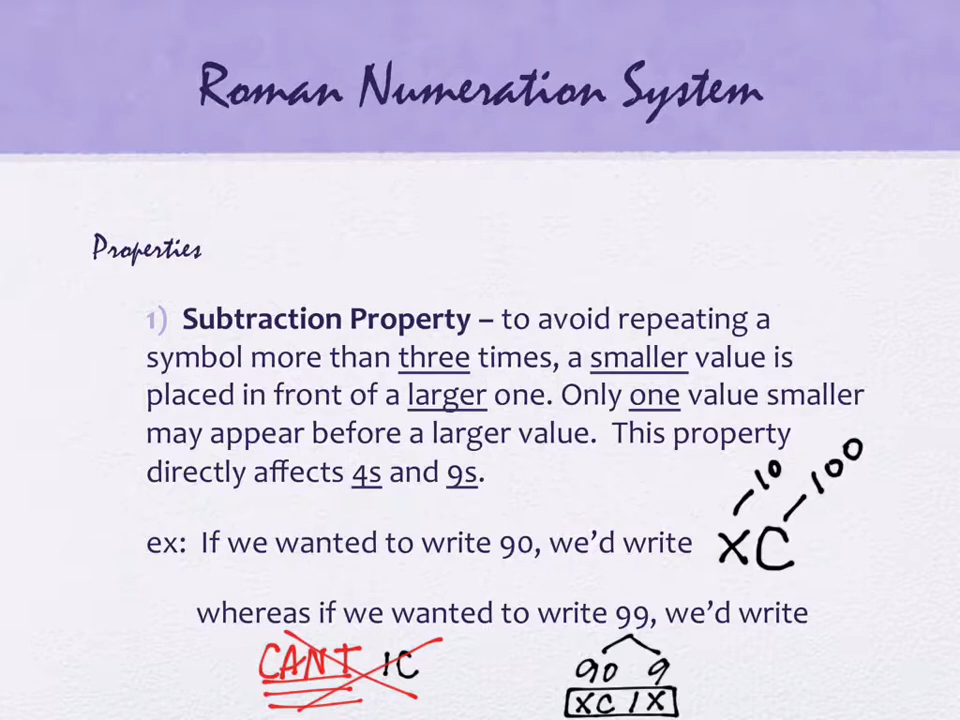 Roman Numeration System
Properties
1) Subtraction Property – to avoid repeating a
symbol more than three times, a smaller value is
placed in front of a larger one. Only one value smaller
may appear before a larger value. This property
directly affects 4s and 9s.
10 100
ex: If we wanted to write 90, we'd write XC
whereas if we wanted to write 99, we'd write
CANT IC
90 9
XC IX